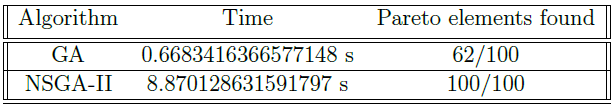 Algorithm Time Pareto elements found
GA 0.6683416366577148 s 62/100
NSGA-II 8.870128631591797 s 100/100